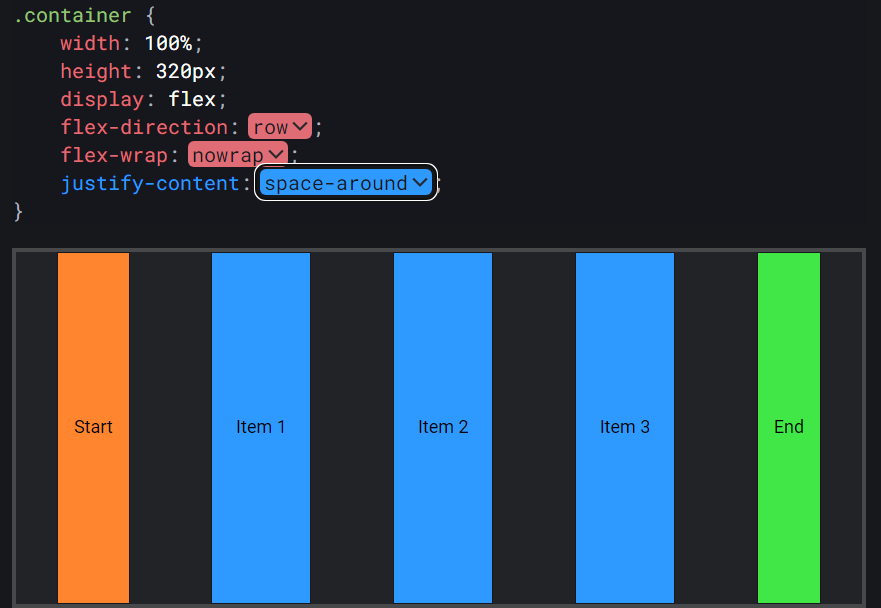 .container {
    width: 100%;
    height: 320px;
    display: flex;
    flex-direction: row;
    flex-wrap: nowrap;
    justify-content: space-around;
}
Start Item 1 Item 2 Item 3 End